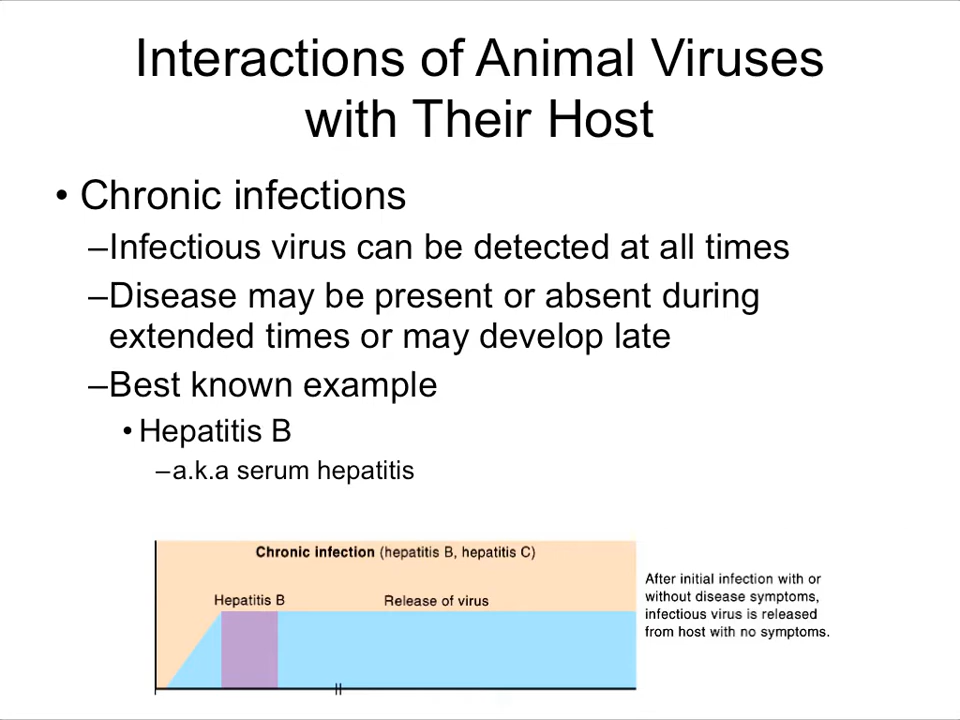 Interactions of Animal Viruses
with Their Host
• Chronic infections
–Infectious virus can be detected at all times
–Disease may be present or absent during
extended times or may develop late
–Best known example
• Hepatitis B
–a.k.a serum hepatitis
Chronic infection (hepatitis B, hepatitis C)
Hepatitis B
Release of virus
After initial infection with or
without disease symptoms,
infectious virus is released
from host with no symptoms.